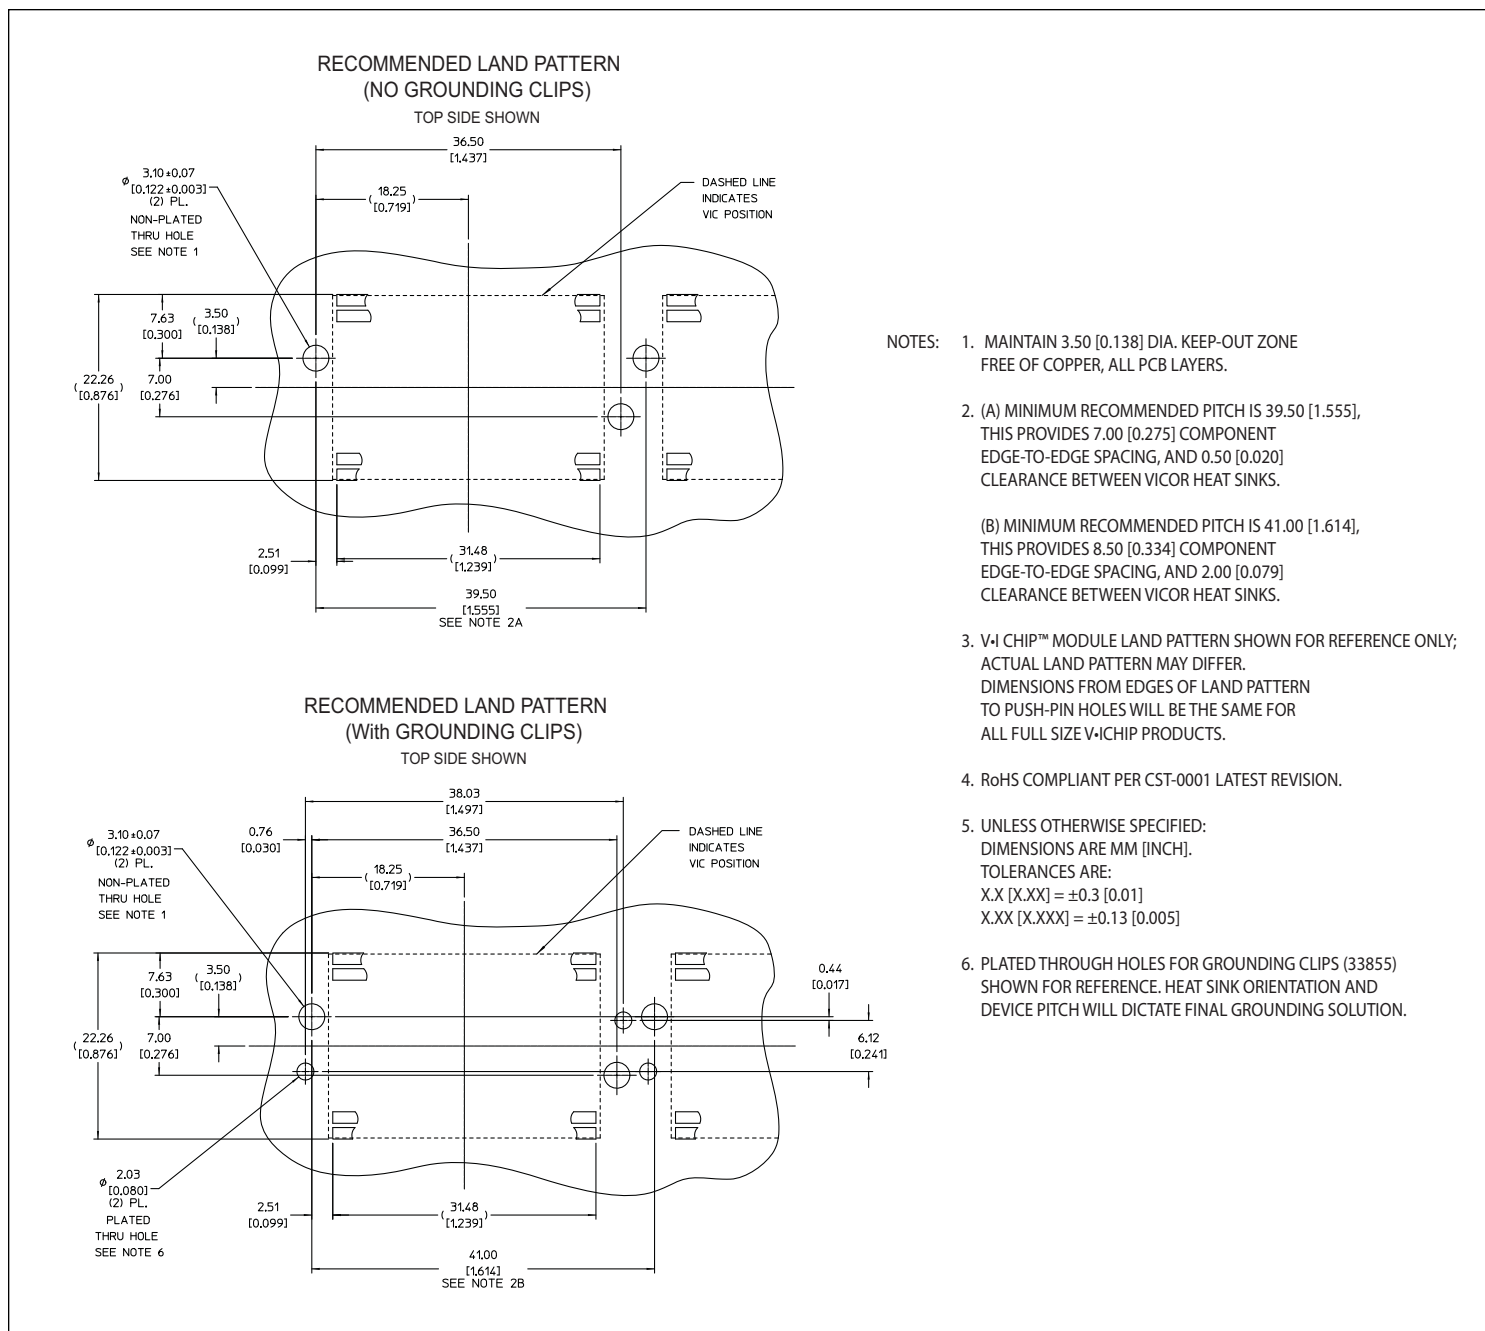 RECOMMENDED LAND PATTERN
(NO GROUNDING CLIPS)
TOP SIDE SHOWN
36.50
[1.437]
ø 3.10±0.07
[0.122±0.003]
(2) PL.
NON-PLATED
THRU HOLE
SEE NOTE 1
(18.25)
[0.719]
DASHED LINE
INDICATES
VIC POSITION
7.63
[0.300]
(3.50)
[0.138]
(22.26)
[0.876]
7.00
[0.276]
2.51
[0.099]
(31.48)
[1.239]
39.50
[1.555]
SEE NOTE 2A
RECOMMENDED LAND PATTERN
(With GROUNDING CLIPS)
TOP SIDE SHOWN
38.03
[1.497]
ø 3.10±0.07
[0.122±0.003]
(2) PL.
NON-PLATED
THRU HOLE
SEE NOTE 1
0.76
[0.030]
36.50
[1.437]
(18.25)
[0.719]
DASHED LINE
INDICATES
VIC POSITION
7.63
[0.300]
(3.50)
[0.138]
0.44
[0.017]
(22.26)
[0.876]
7.00
[0.276]
6.12
[0.241]
ø 2.03
[0.080]
(2) PL.
PLATED
THRU HOLE
SEE NOTE 6
2.51
[0.099]
(31.48)
[1.239]
41.00
[1.614]
SEE NOTE 2B
NOTES: 1. MAINTAIN 3.50 [0.138] DIA. KEEP-OUT ZONE
FREE OF COPPER, ALL PCB LAYERS.
2. (A) MINIMUM RECOMMENDED PITCH IS 39.50 [1.555],
THIS PROVIDES 7.00 [0.275] COMPONENT
EDGE-TO-EDGE SPACING, AND 0.50 [0.020]
CLEARANCE BETWEEN VICOR HEAT SINKS.
(B) MINIMUM RECOMMENDED PITCH IS 41.00 [1.614],
THIS PROVIDES 8.50 [0.334] COMPONENT
EDGE-TO-EDGE SPACING, AND 2.00 [0.079]
CLEARANCE BETWEEN VICOR HEAT SINKS.
3. V•I CHIP™ MODULE LAND PATTERN SHOWN FOR REFERENCE ONLY;
ACTUAL LAND PATTERN MAY DIFFER.
DIMENSIONS FROM EDGES OF LAND PATTERN
TO PUSH-PIN HOLES WILL BE THE SAME FOR
ALL FULL SIZE V•ICHIP PRODUCTS.
4. RoHS COMPLIANT PER CST-0001 LATEST REVISION.
5. UNLESS OTHERWISE SPECIFIED:
DIMENSIONS ARE MM [INCH].
TOLERANCES ARE:
X.X [X.XX] = ±0.3 [0.01]
X.XX [X.XXX] = ±0.13 [0.005]
6. PLATED THROUGH HOLES FOR GROUNDING CLIPS (33855)
SHOWN FOR REFERENCE. HEAT SINK ORIENTATION AND
DEVICE PITCH WILL DICTATE FINAL GROUNDING SOLUTION.